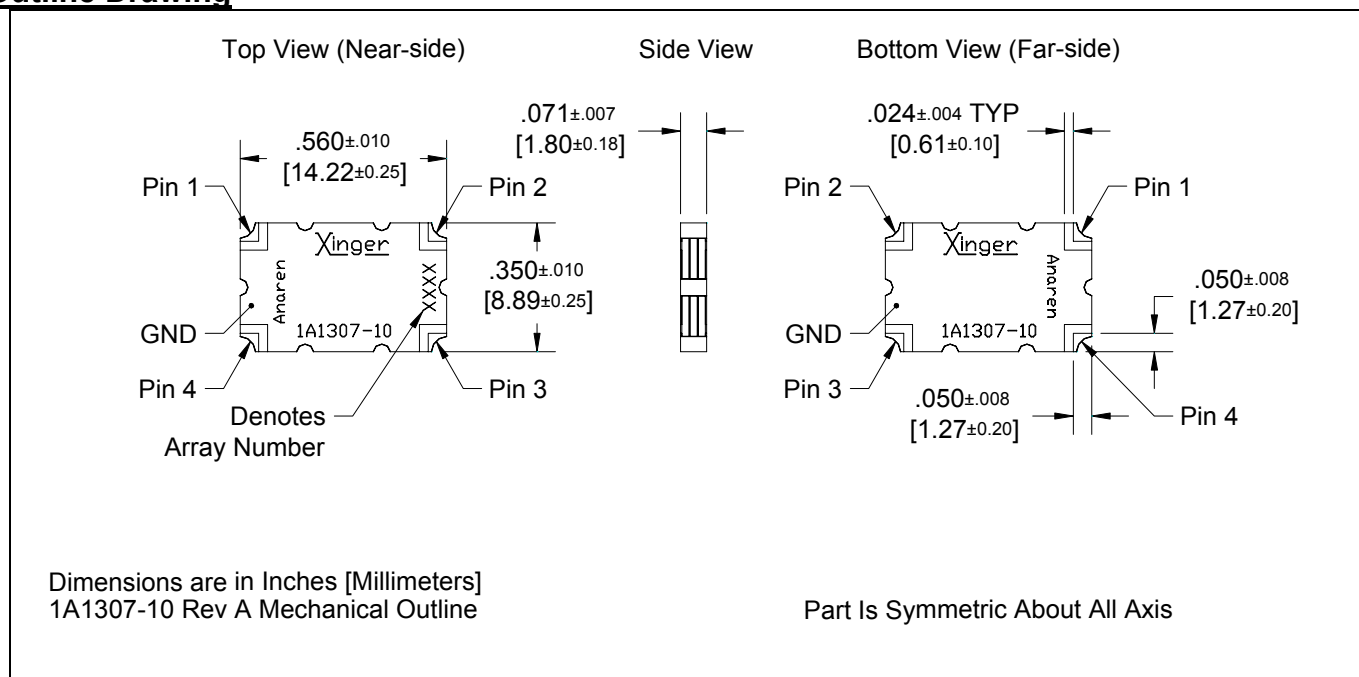 Outline Drawing
Top View (Near-side)
Side View
Bottom View (Far-side)
.560±.010
[14.22±0.25]
.071±.007
[1.80±0.18]
.024±.004 TYP
[0.61±0.10]
Pin 1
Pin 2
Pin 2
Pin 1
Xinger
Anaren
XXXX
.350±.010
[8.89±0.25]
Xinger
Anaren
.050±.008
[1.27±0.20]
GND
1A1307-10
GND
1A1307-10
Pin 4
Pin 3
Pin 3
.050±.008
[1.27±0.20]
Pin 4
Denotes
Array Number
Dimensions are in Inches [Millimeters]
1A1307-10 Rev A Mechanical Outline
Part Is Symmetric About All Axis